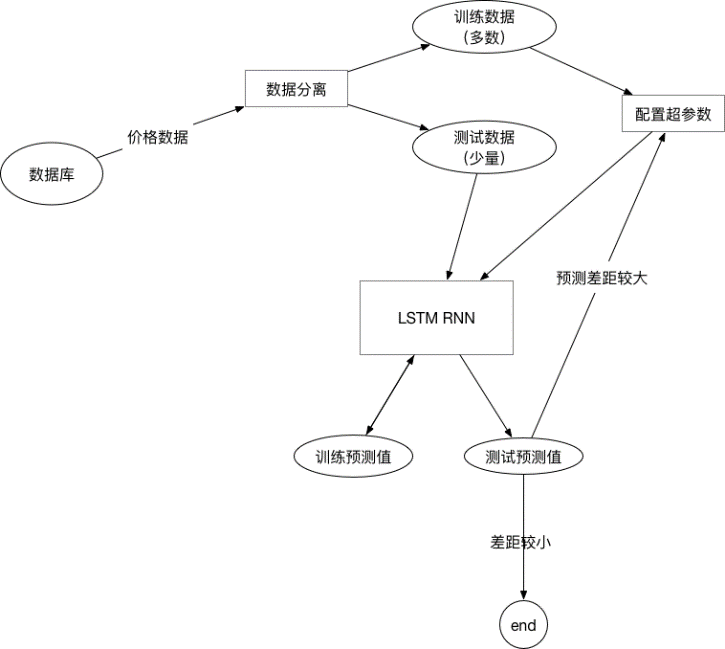 训练数据
(多数)
数据分离
配置超参数
价格数据
测试数据
(少量)
数据库
预测差距较大
LSTM RNN
训练预测值
测试预测值
差距较小
end